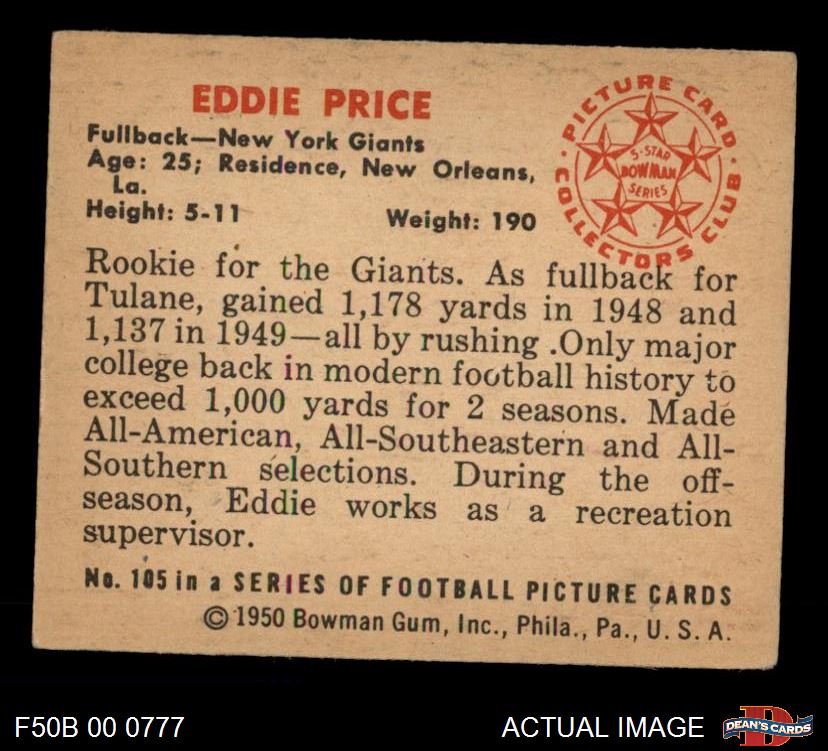 EDDIE PRICE
Fullback—New York Giants
Age: 25; Residence, New Orleans,
La.
Height: 5-11 Weight: 190
PICTURE CARD
COLLECTORS CLUB
5-STAR
BOWMAN
SERIES
Rookie for the Giants. As fullback for
Tulane, gained 1,178 yards in 1948 and
1,137 in 1949—all by rushing .Only major
college back in modern football history to
exceed 1,000 yards for 2 seasons. Made
All-American, All-Southeastern and All-
Southern selections. During the off-
season, Eddie works as a recreation
supervisor.
No. 105 in a SERIES OF FOOTBALL PICTURE CARDS
© 1950 Bowman Gum, Inc., Phila., Pa., U. S. A.
F50B 00 0777
ACTUAL IMAGE
DEAN'S CARDS